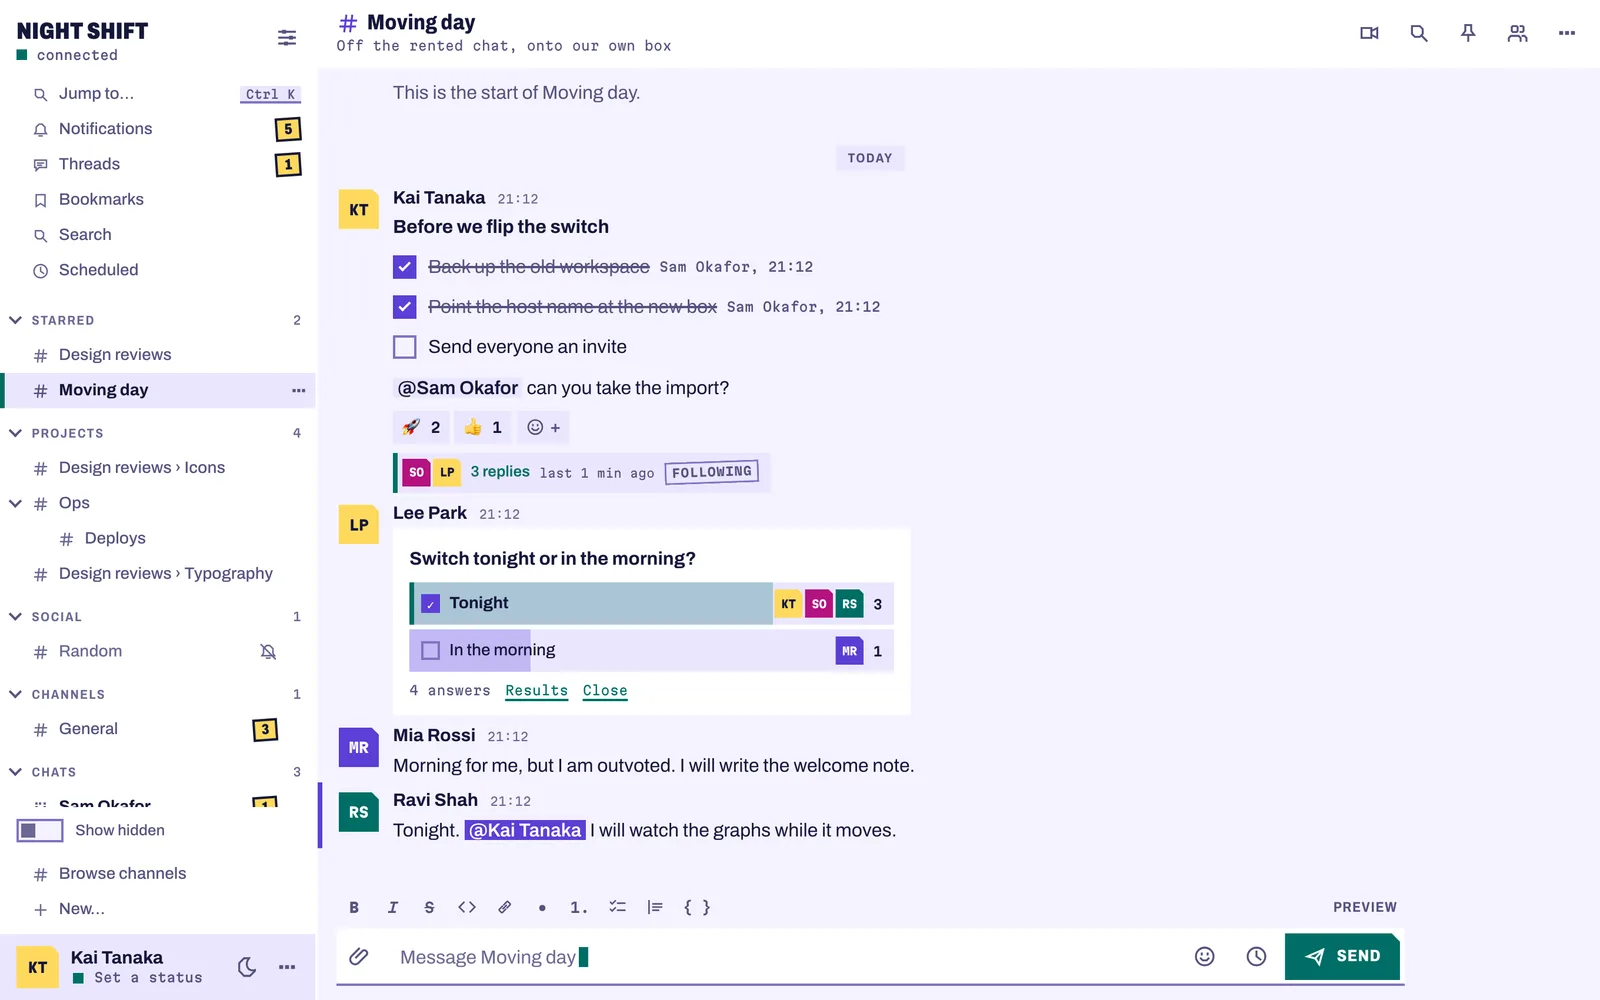 NIGHT SHIFT
connected
Jump to...
Ctrl K
Notifications
5
Threads
1
Bookmarks
Search
Scheduled
STARRED
2
# Design reviews
# Moving day
PROJECTS
4
# Design reviews › Icons
# Ops
# Deploys
# Design reviews › Typography
SOCIAL
1
# Random
CHANNELS
1
# General
3
CHATS
3
Sam Okafor
1
Show hidden
# Browse channels
+ New...
KT
Kai Tanaka
Set a status
# Moving day
Off the rented chat, onto our own box
This is the start of Moving day.
TODAY
KT
Kai Tanaka 21:12
Before we flip the switch
Back up the old workspace Sam Okafor, 21:12
Point the host name at the new box Sam Okafor, 21:12
Send everyone an invite
@Sam Okafor can you take the import?
🚀 2 👍 1 +
SO LP 3 replies last 1 min ago FOLLOWING
LP
Lee Park 21:12
Switch tonight or in the morning?
Tonight KT SO RS 3
In the morning MR 1
4 answers Results Close
MR
Mia Rossi 21:12
Morning for me, but I am outvoted. I will write the welcome note.
RS
Ravi Shah 21:12
Tonight. @Kai Tanaka I will watch the graphs while it moves.
B I S <> • 1. { }
PREVIEW
Message Moving day
SEND